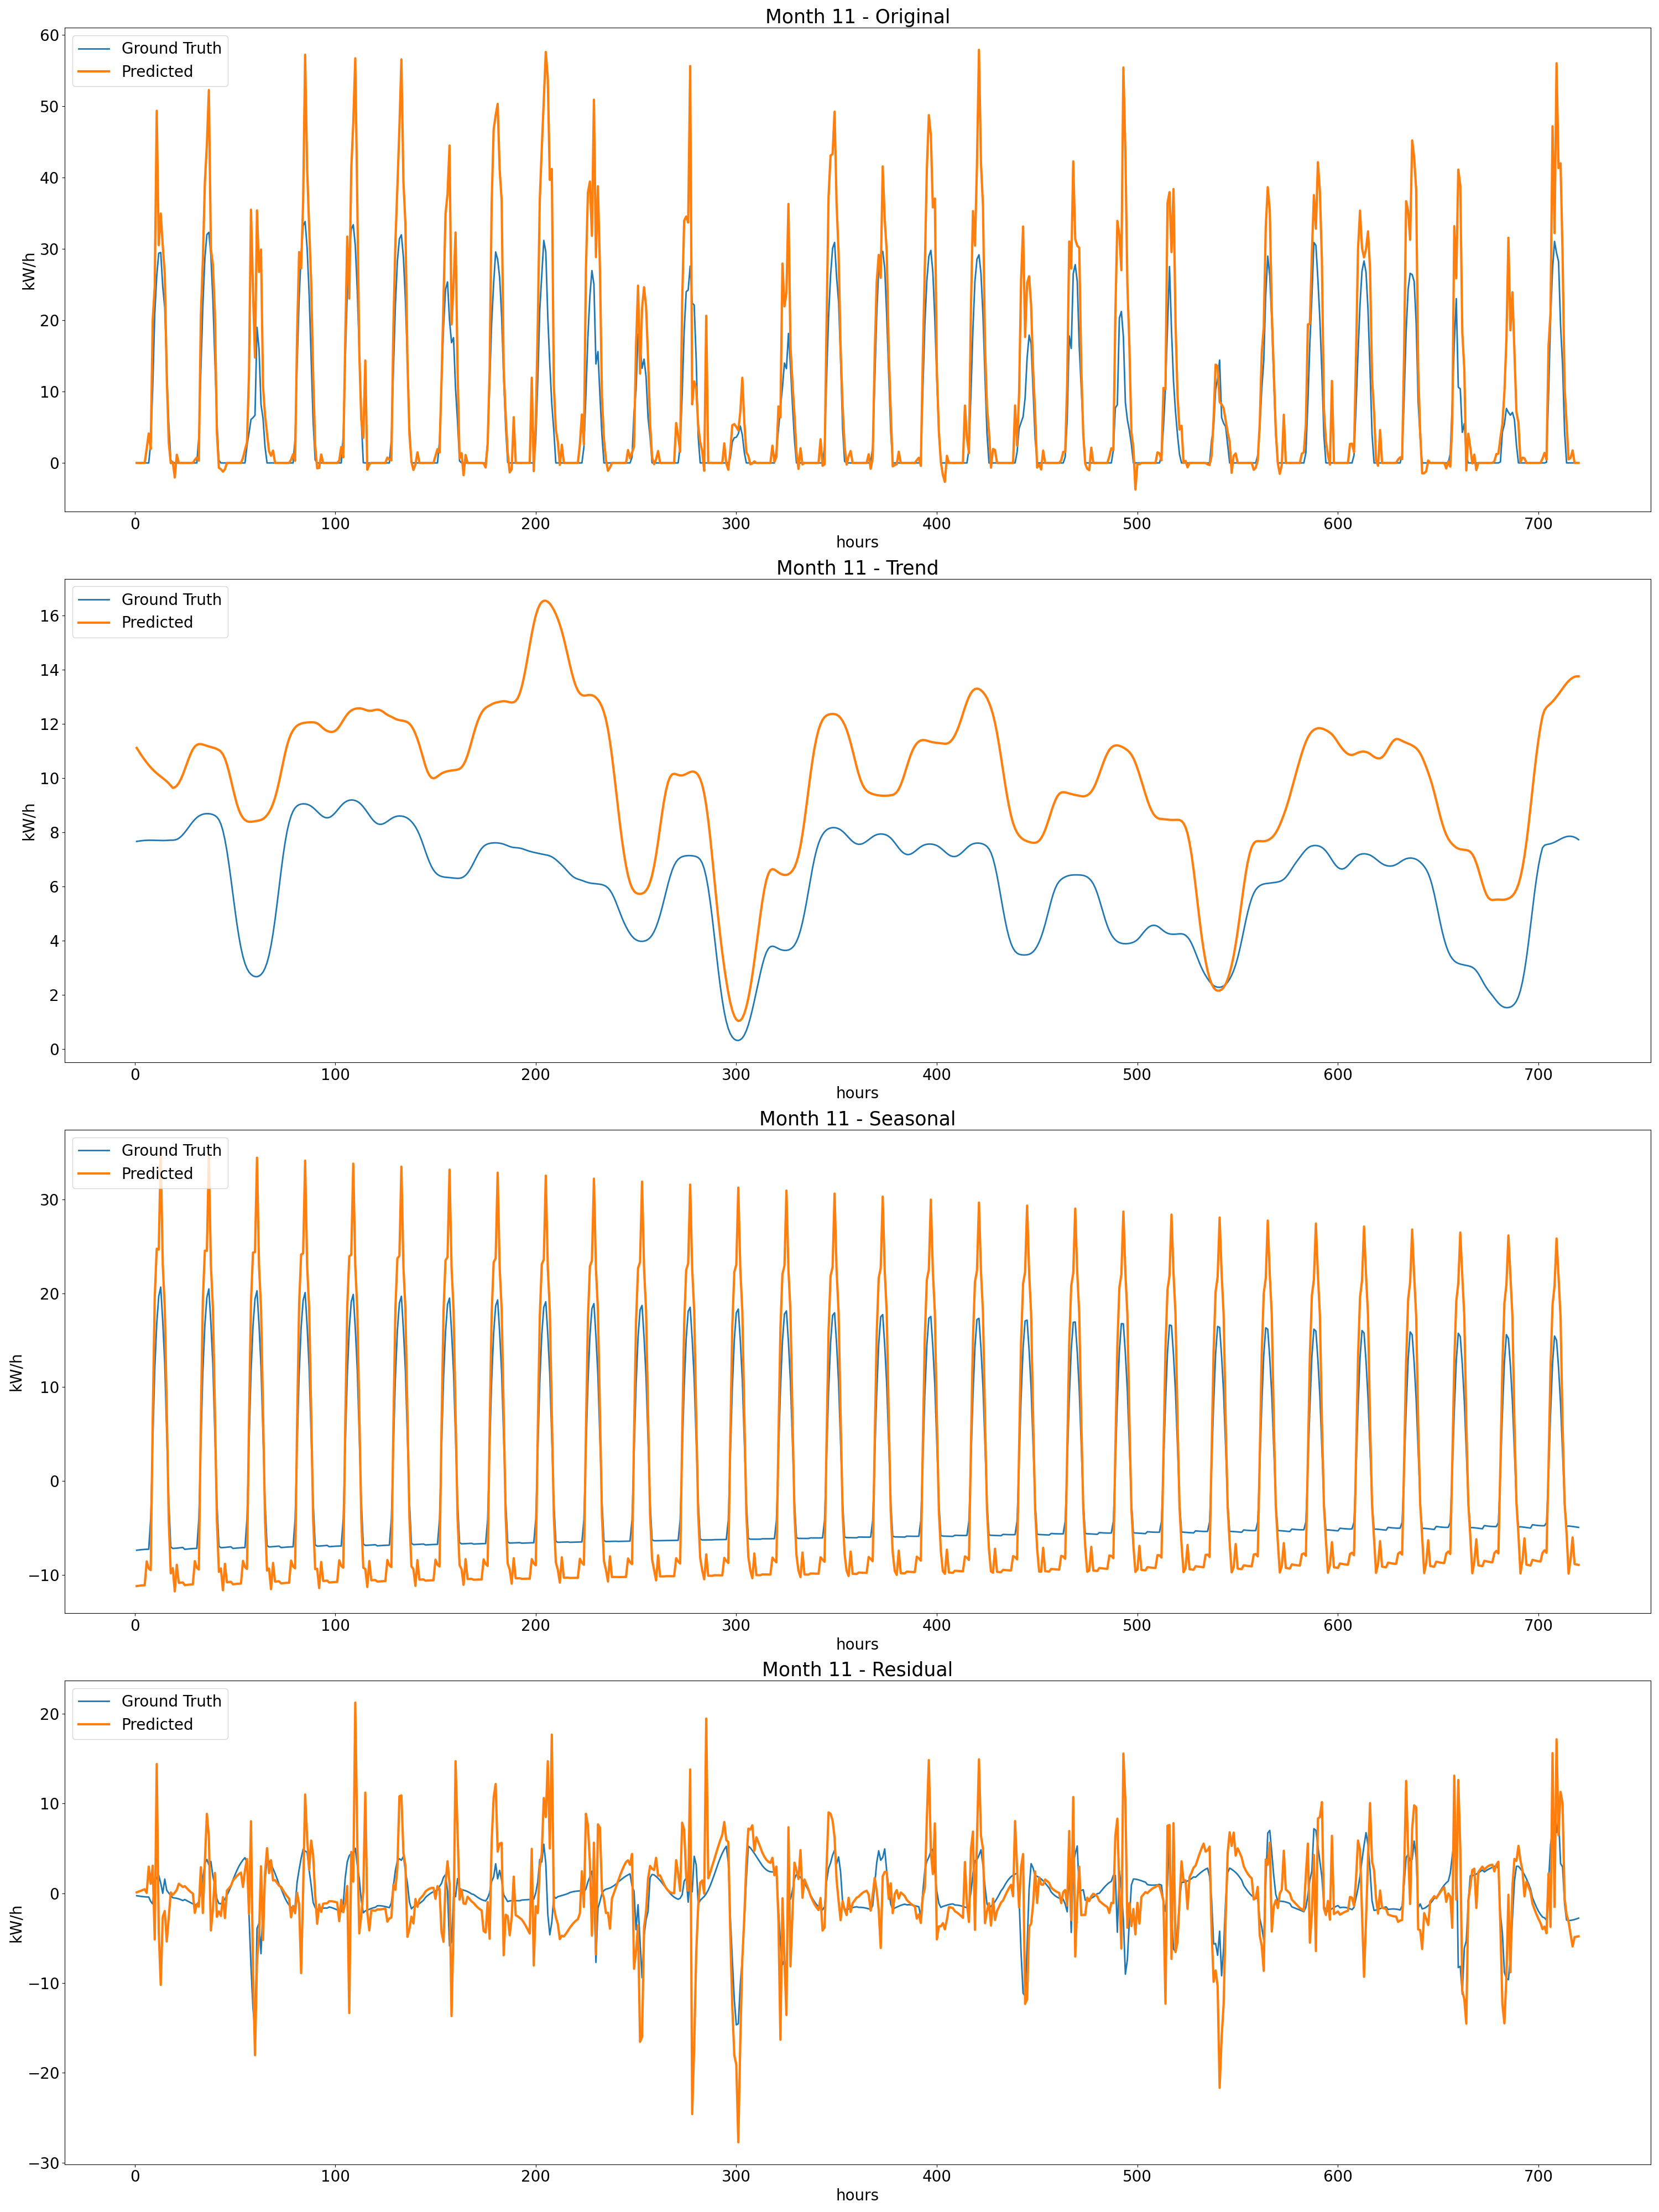 Month 11 - Original
60
50
40
30
20
10
0
kW/h
Ground Truth
Predicted
0 100 200 300 400 500 600 700
hours
Month 11 - Trend
16
14
12
10
8
6
4
2
0
kW/h
Ground Truth
Predicted
0 100 200 300 400 500 600 700
hours
Month 11 - Seasonal
30
20
10
0
−10
kW/h
Ground Truth
Predicted
0 100 200 300 400 500 600 700
hours
Month 11 - Residual
20
10
0
−10
−20
−30
kW/h
Ground Truth
Predicted
0 100 200 300 400 500 600 700
hours